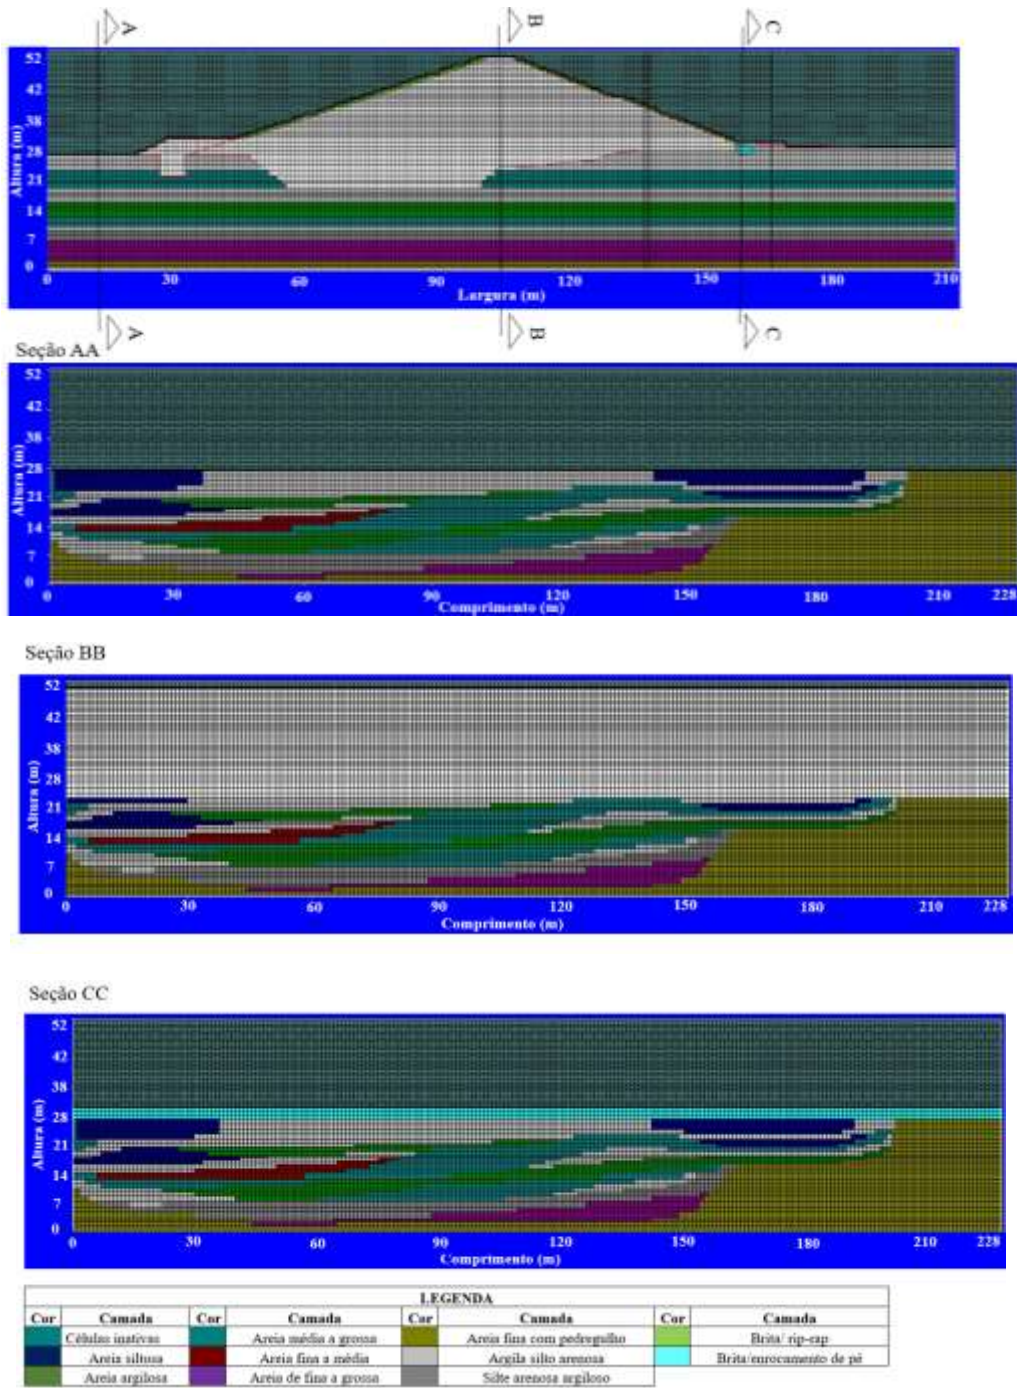 A B C
52
42
38
28
21
14
7
0
Altura (m)
0 30 60 90 120 150 180 210
Largura (m)
A B C
Seção AA
52
42
38
28
21
14
7
0
Altura (m)
0 30 60 90 120 150 180 210 228
Comprimento (m)
Seção BB
52
42
38
28
21
14
7
0
Altura (m)
0 30 60 90 120 150 180 210 228
Comprimento (m)
Seção CC
52
42
38
28
21
14
7
0
Altura (m)
0 30 60 90 120 150 180 210 228
Comprimento (m)
LEGENDA
Cor Camada Cor Camada Cor Camada Cor Camada
Células inativas Areia média a grossa Areia fina com pedregulho Brita/ rip-rap
Areia siltosa Areia fina a média Argila silto arenosa Brita/enrocamento de pé
Areia argilosa Areia de fina a grossa Silte arenosa argiloso